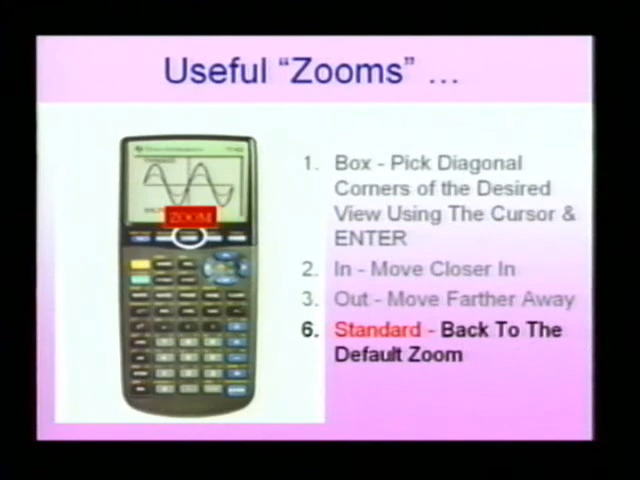 Useful “Zooms” …
1. Box - Pick Diagonal
Corners of the Desired
View Using The Cursor &
ENTER
2. In - Move Closer In
3. Out - Move Farther Away
6. Standard - Back To The
Default Zoom
ZOOM